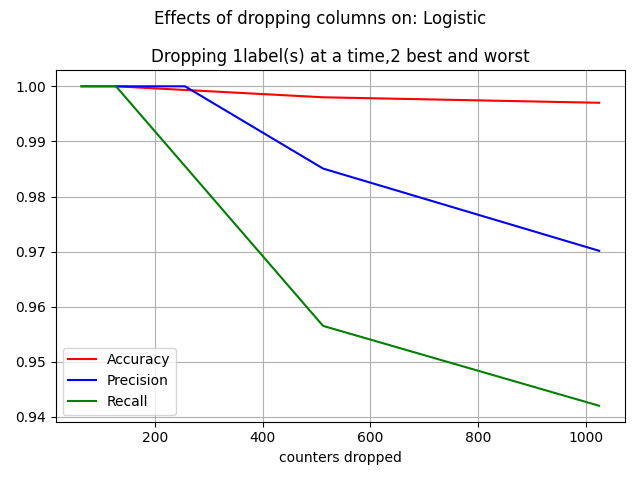 Effects of dropping columns on: Logistic
Dropping 1label(s) at a time,2 best and worst
1.00
0.99
0.98
0.97
0.96
0.95
0.94
Accuracy
Precision
Recall
200 400 600 800 1000
counters dropped